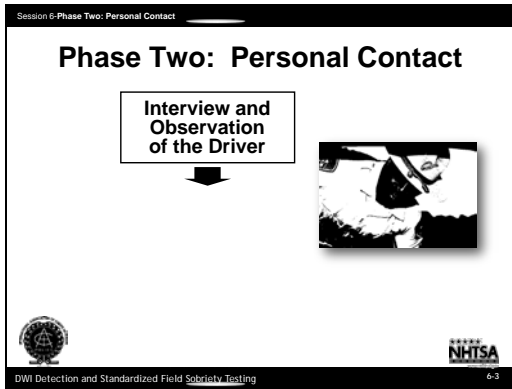 Session 6-Phase Two: Personal Contact
Phase Two: Personal Contact
Interview and
Observation
of the Driver
NHTSA
DWI Detection and Standardized Field Sobriety Testing
6-3